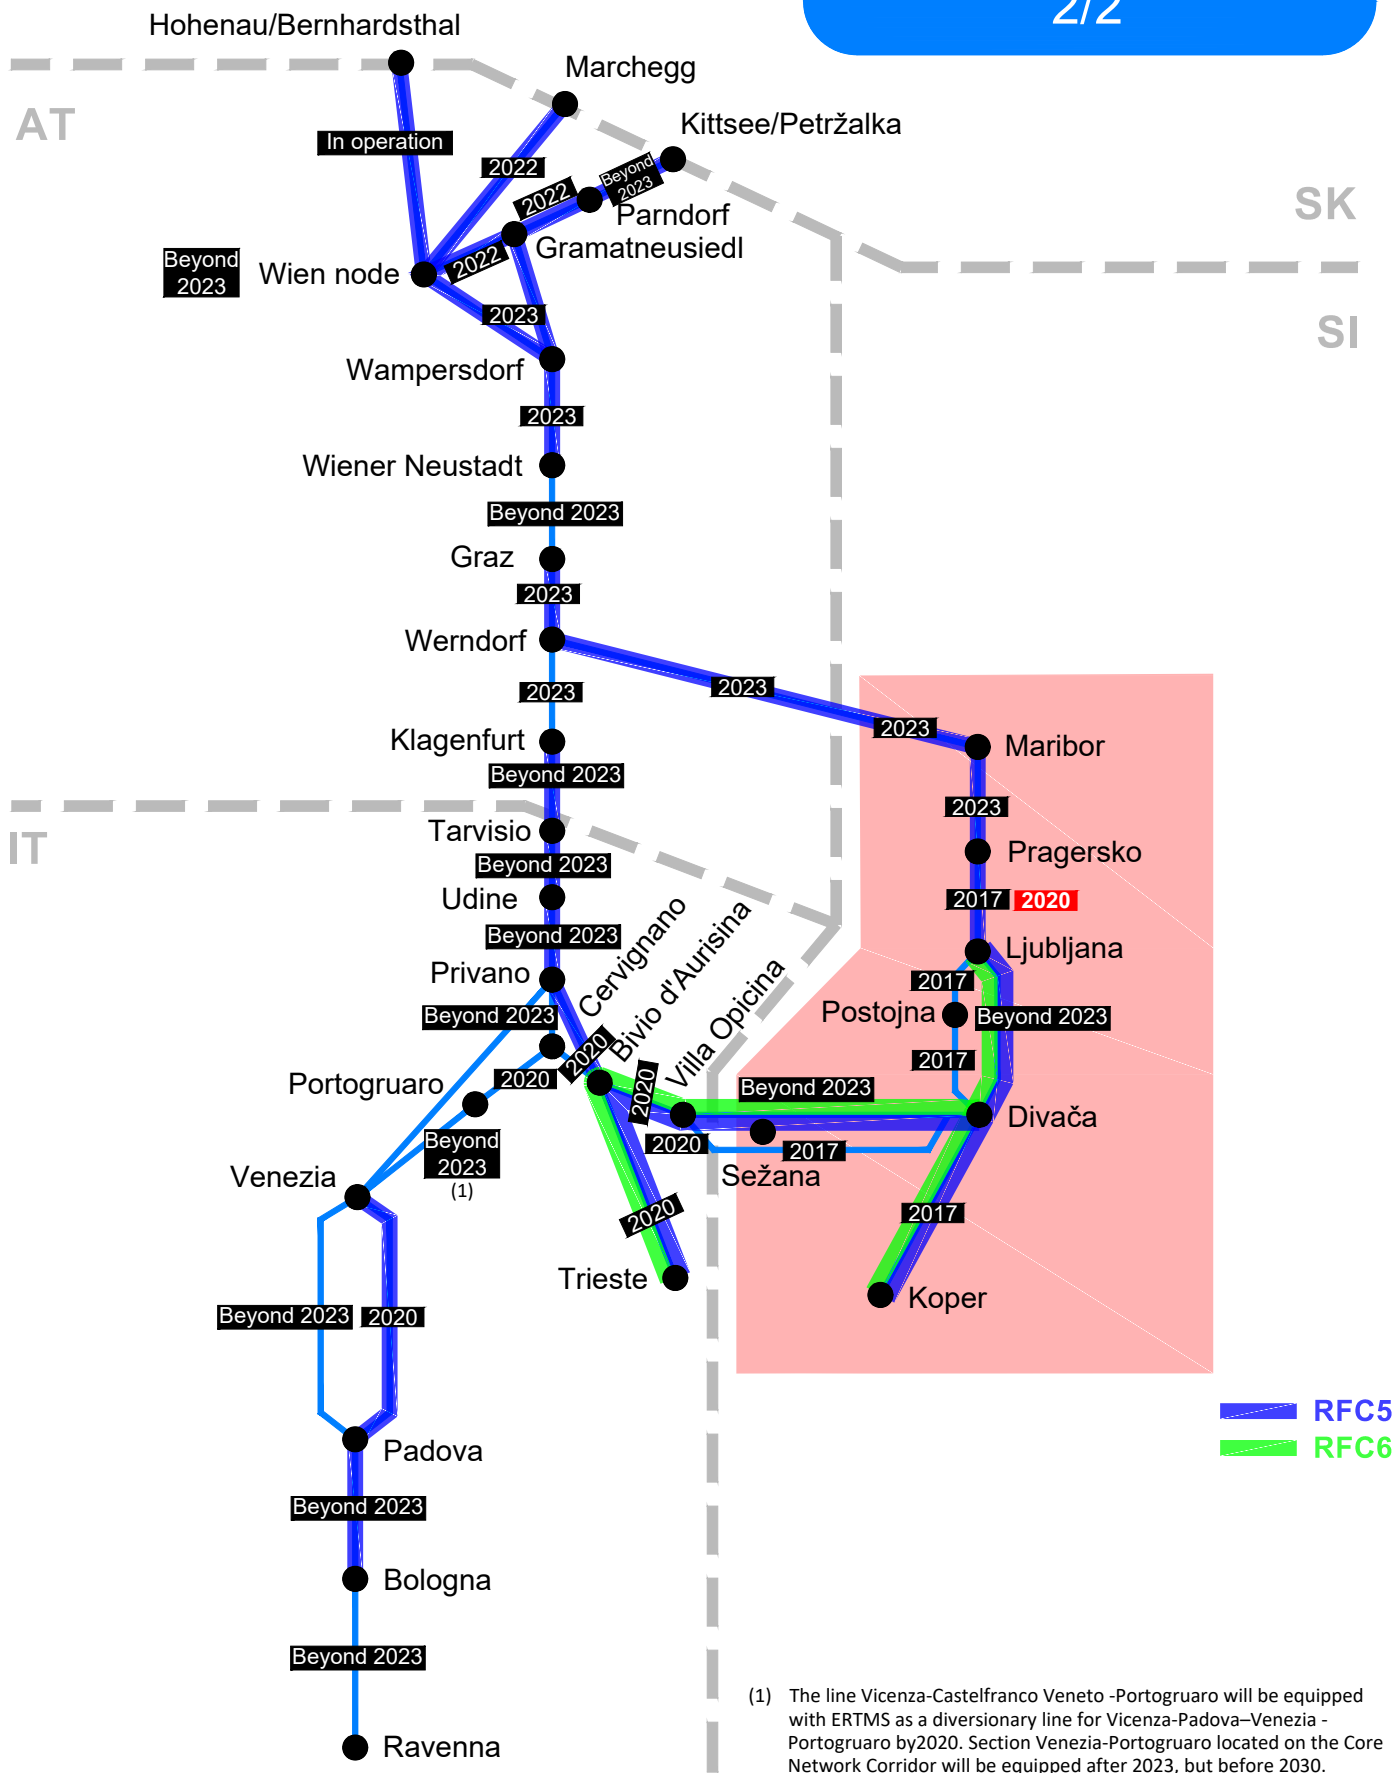 2/2
Hohenau/Bernhardsthal
Marchegg
AT
Kittsee/Petržalka
In operation
2022
Beyond
2023
2022
SK
Parndorf
Gramatneusiedl
Beyond
2023
Wien node
2022
2023
SI
Wampersdorf
2023
Wiener Neustadt
Beyond 2023
Graz
2023
Werndorf
2023
2023
2023
Klagenfurt
Maribor
Beyond 2023
2023
IT
Tarvisio
Pragersko
Beyond 2023
Udine
2017
2020
Beyond 2023
Cervignano
Bivio d'Aurisina
Villa Opicina
Ljubljana
Privano
2017
Beyond 2023
Postojna
Beyond 2023
2020
2017
Portogruaro
2020
2020
Beyond 2023
Divača
Beyond
2023
(1)
2020
2017
Sežana
Venezia
2020
2017
Trieste
Koper
Beyond 2023
2020
RFC5
RFC6
Padova
Beyond 2023
Bologna
Beyond 2023
(1) The line Vicenza-Castelfranco Veneto -Portogruaro will be equipped
with ERTMS as a diversionary line for Vicenza-Padova–Venezia -
Portogruaro by2020. Section Venezia-Portogruaro located on the Core
Network Corridor will be equipped after 2023, but before 2030.
Ravenna